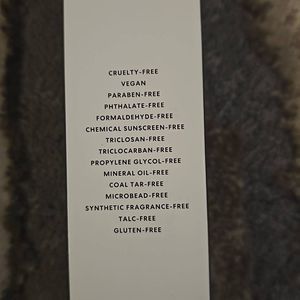 CRUELTY-FREE
VEGAN
PARABEN-FREE
PHTHALATE-FREE
FORMALDEHYDE-FREE
CHEMICAL SUNSCREEN-FREE
TRICLOSAN-FREE
TRICLOCARBAN-FREE
PROPYLENE GLYCOL-FREE
MINERAL OIL-FREE
COAL TAR-FREE
MICROBEAD-FREE
SYNTHETIC FRAGRANCE-FREE
TALC-FREE
GLUTEN-FREE